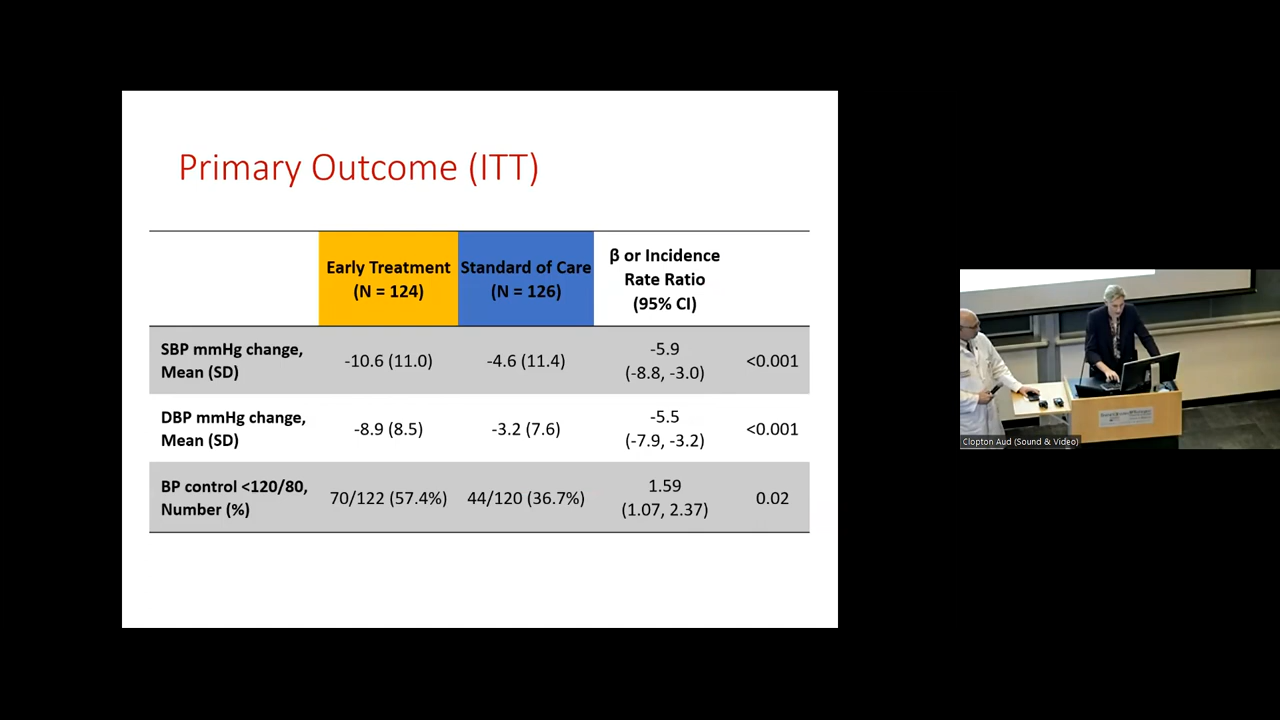 Primary Outcome (ITT)
Early Treatment
(N = 124)
Standard of Care
(N = 126)
β or Incidence
Rate Ratio
(95% CI)
SBP mmHg change,
Mean (SD)
-10.6 (11.0)
-4.6 (11.4)
-5.9
(-8.8, -3.0)
<0.001
DBP mmHg change,
Mean (SD)
-8.9 (8.5)
-3.2 (7.6)
-5.5
(-7.9, -3.2)
<0.001
BP control <120/80,
Number (%)
70/122 (57.4%)
44/120 (36.7%)
1.59
(1.07, 2.37)
0.02
Clopton Aud (Sound & Video)